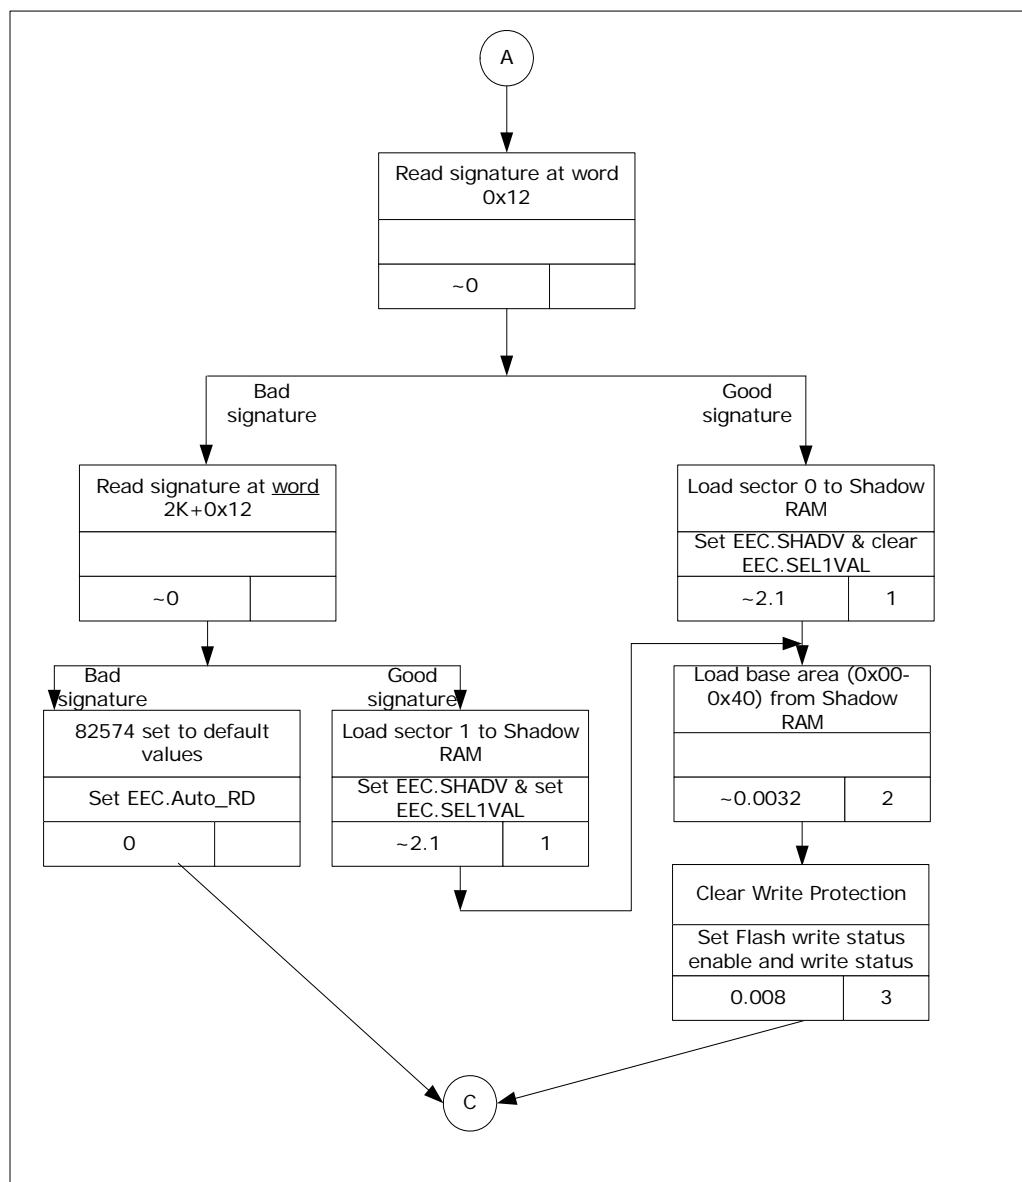 A
Read signature at word
0x12
~0
Bad
signature
Good
signature
Read signature at word
2K+0x12
~0
Load sector 0 to Shadow
RAM
Set EEC.SHADV & clear
EEC.SEL1VAL
~2.1
1
Bad
signature
Good
signature
82574 set to default
values
Set EEC.Auto_RD
0
Load sector 1 to Shadow
RAM
Set EEC.SHADV & set
EEC.SEL1VAL
~2.1
1
Load base area (0x00-
0x40) from Shadow
RAM
~0.0032
2
Clear Write Protection
Set Flash write status
enable and write status
0.008
3
C